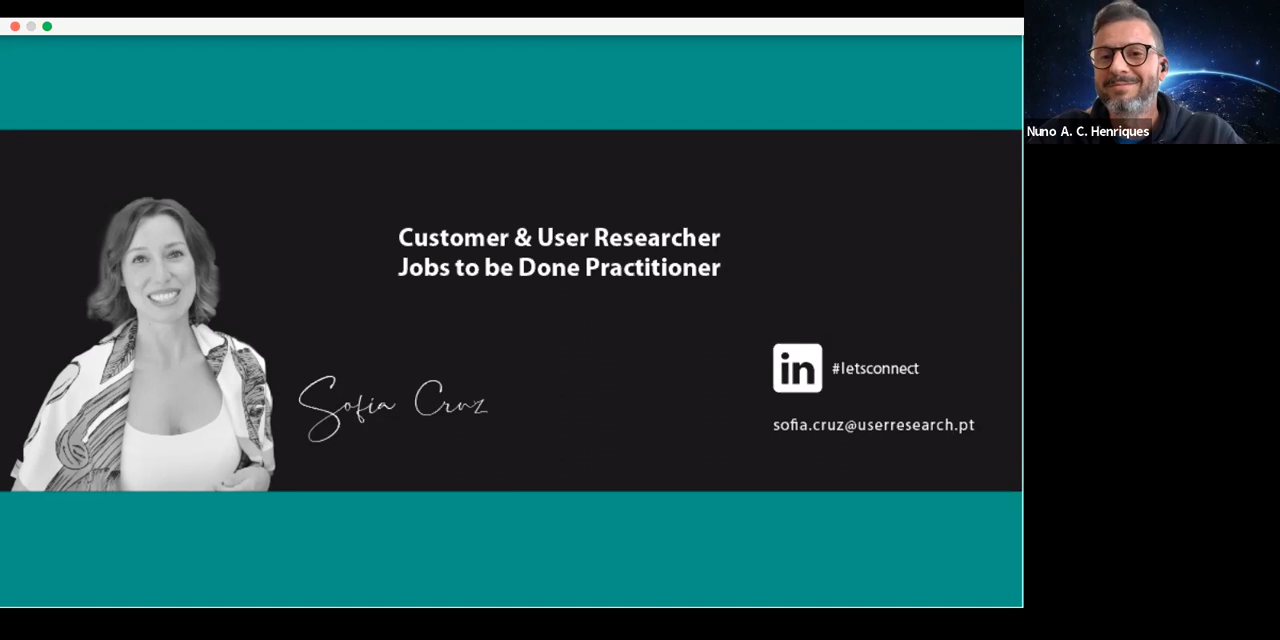 Customer & User Researcher
Jobs to be Done Practitioner
Sofia Cruz
in
#letsconnect
sofia.cruz@userresearch.pt
Nuno A. C. Henriques